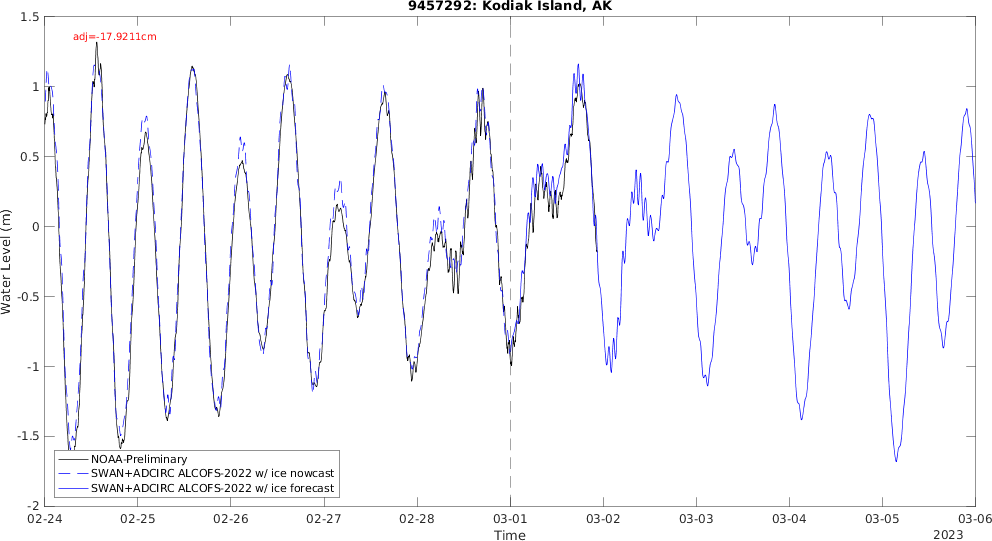 9457292: Kodiak Island, AK
adj=-17.9211cm
1.5
1
0.5
0
-0.5
-1
-1.5
-2
Water Level (m)
NOAA-Preliminary
SWAN+ADCIRC ALCOFS-2022 w/ ice nowcast
SWAN+ADCIRC ALCOFS-2022 w/ ice forecast
02-24 02-25 02-26 02-27 02-28 03-01 03-02 03-03 03-04 03-05 03-06
Time
2023